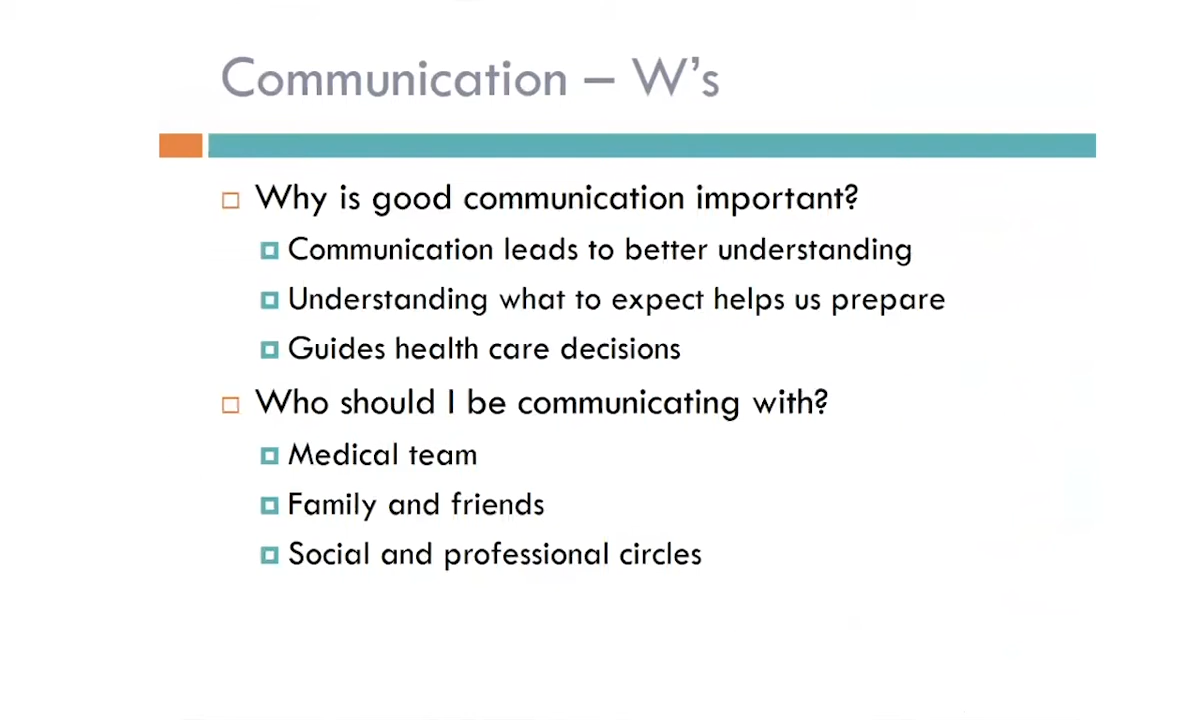 Communication – W's
Why is good communication important?
Communication leads to better understanding
Understanding what to expect helps us prepare
Guides health care decisions
Who should I be communicating with?
Medical team
Family and friends
Social and professional circles